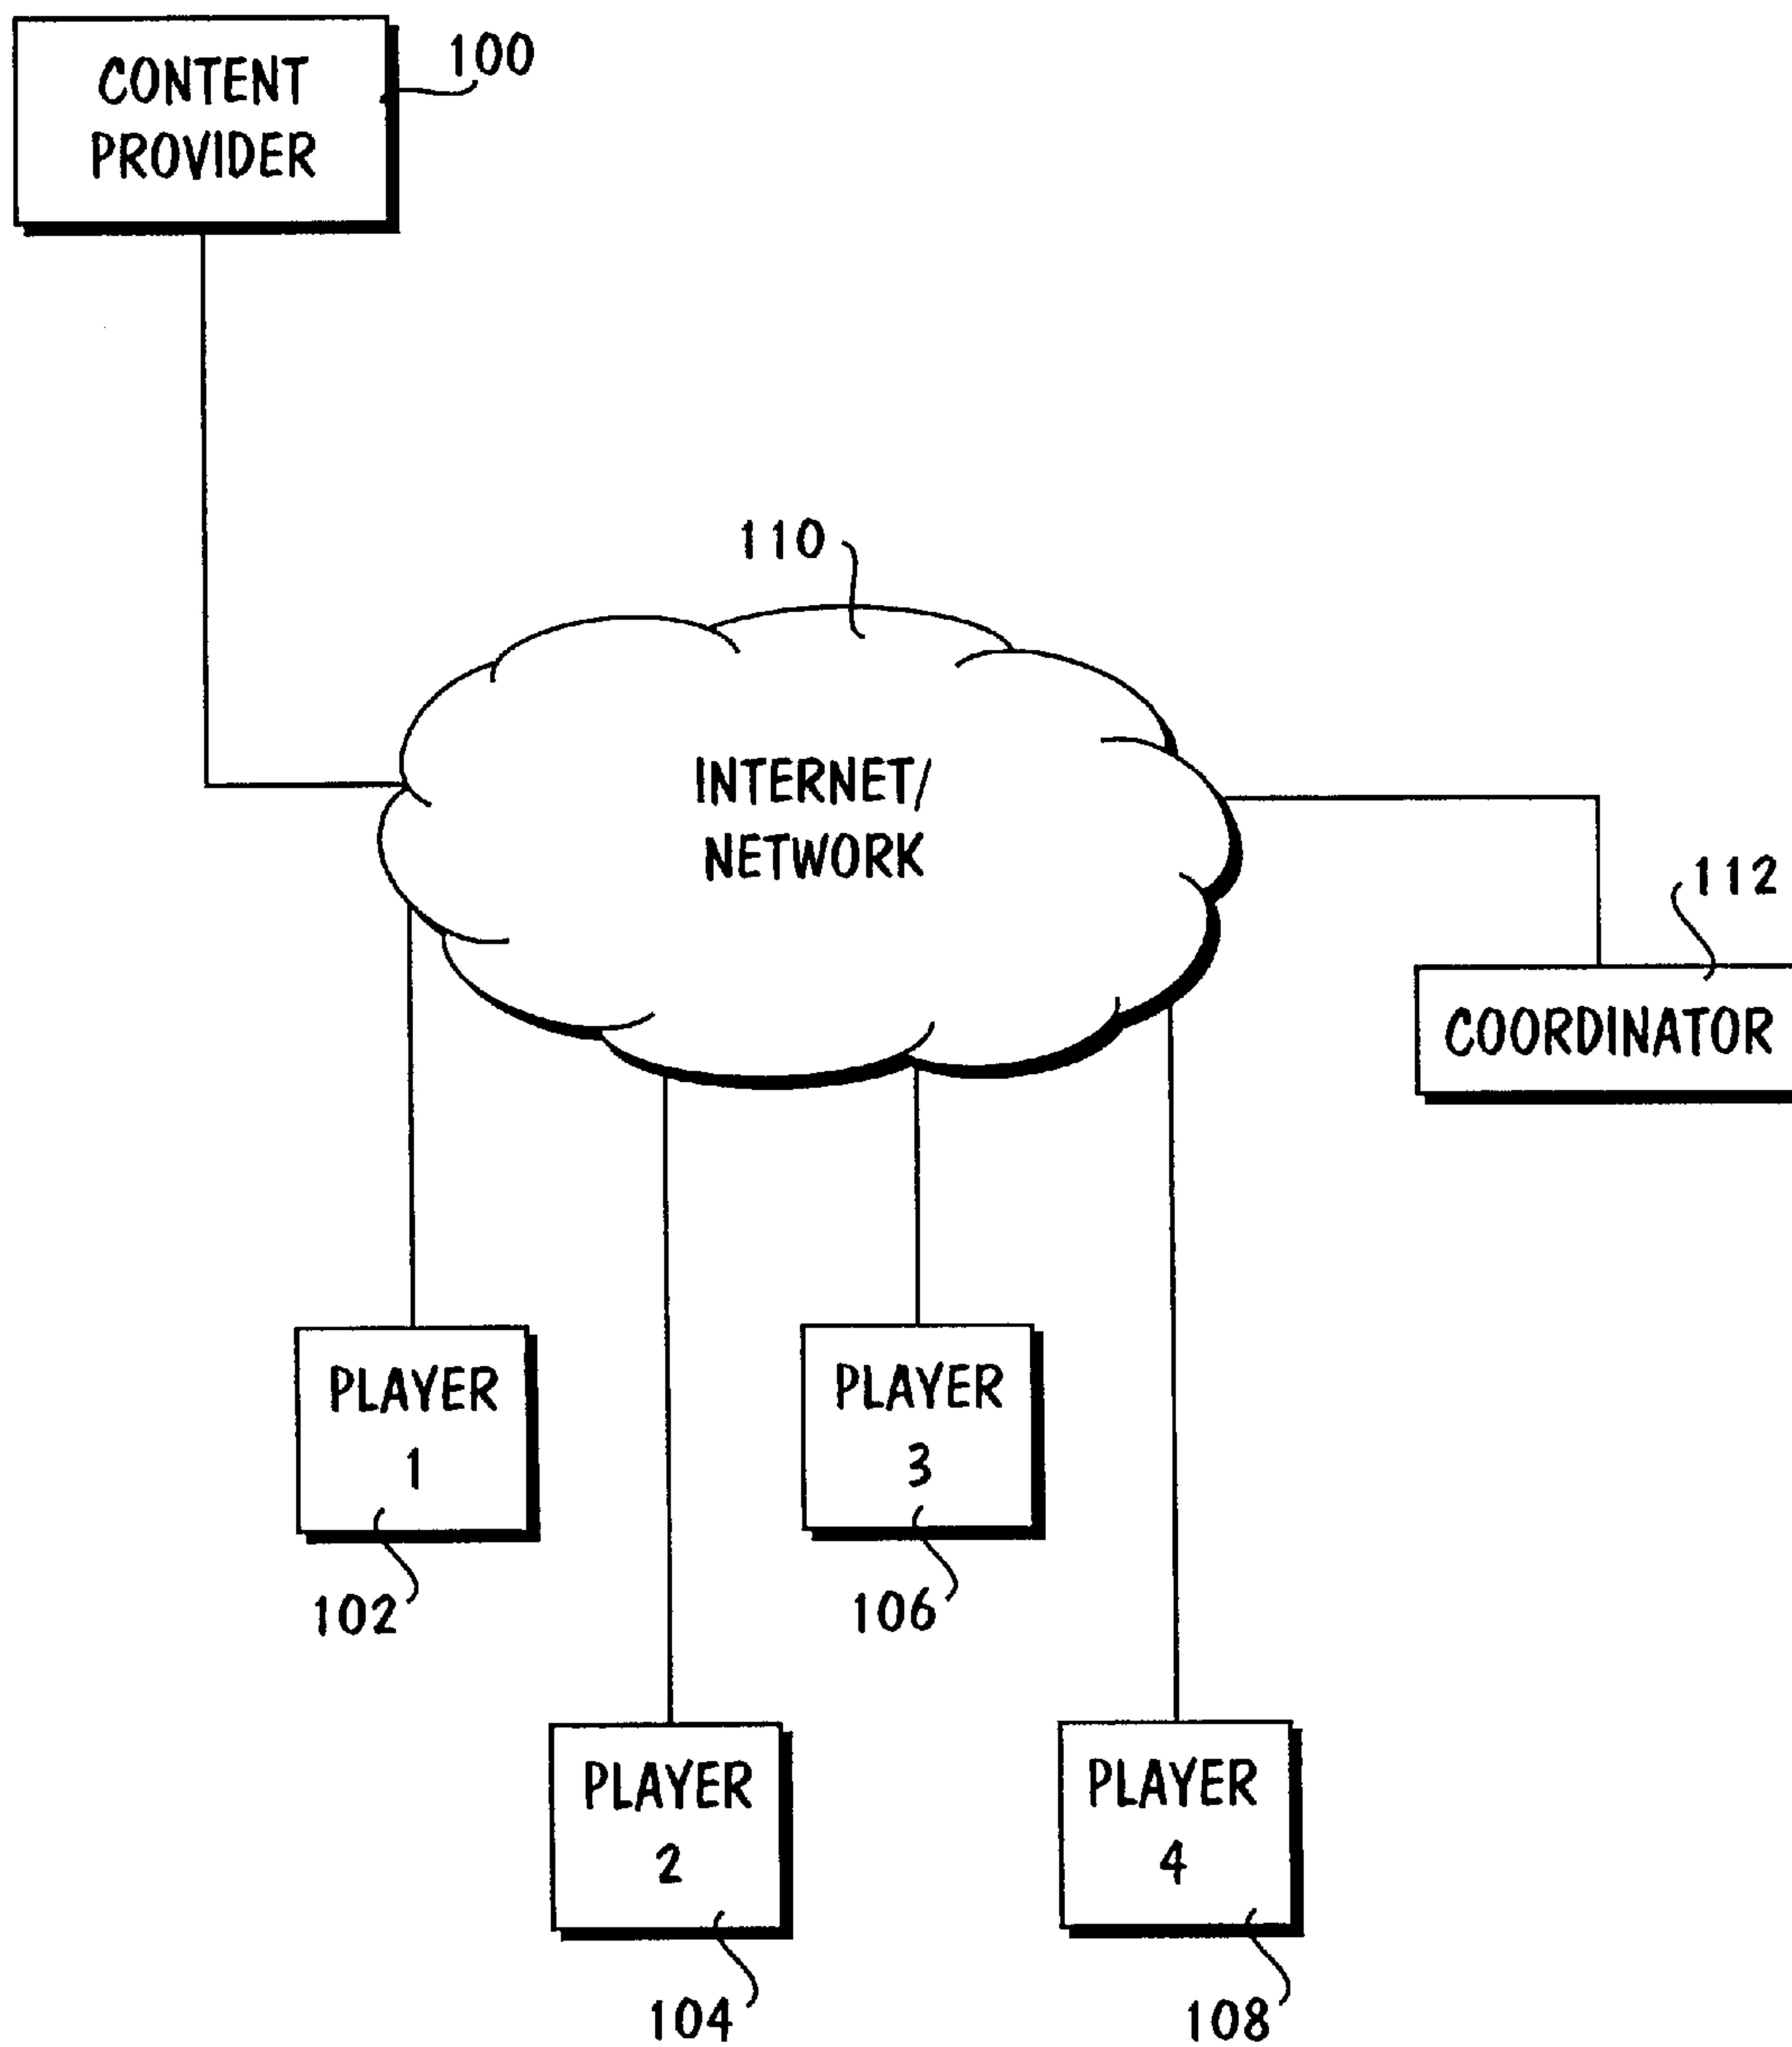 CONTENT
PROVIDER
100
110
INTERNET/
NETWORK
112
COORDINATOR
PLAYER
1
102
PLAYER
3
106
PLAYER
2
104
PLAYER
4
108